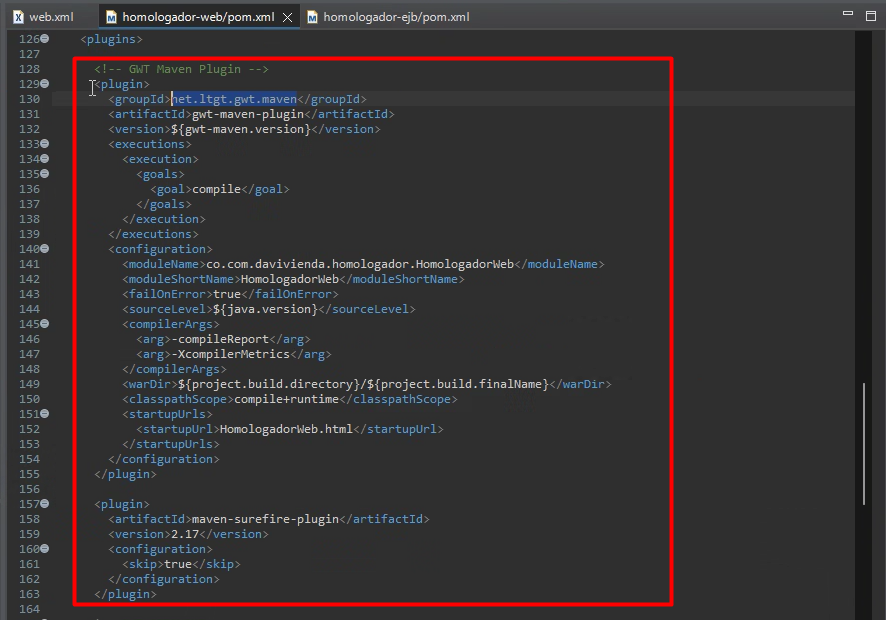 web.xml homologador-web/pom.xml homologador-ejb/pom.xml
126 <plugins>
127
128 <!-- GWT Maven Plugin -->
129 <plugin>
130 <groupId>net.ltgt.gwt.maven</groupId>
131 <artifactId>gwt-maven-plugin</artifactId>
132 <version>${gwt-maven.version}</version>
133 <executions>
134 <execution>
135 <goals>
136 <goal>compile</goal>
137 </goals>
138 </execution>
139 </executions>
140 <configuration>
141 <moduleName>co.com.davivienda.homologador.HomologadorWeb</moduleName>
142 <moduleShortName>HomologadorWeb</moduleShortName>
143 <failOnError>true</failOnError>
144 <sourceLevel>${java.version}</sourceLevel>
145 <compilerArgs>
146 <arg>-compileReport</arg>
147 <arg>-XcompilerMetrics</arg>
148 </compilerArgs>
149 <warDir>${project.build.directory}/${project.build.finalName}</warDir>
150 <classpathScope>compile+runtime</classpathScope>
151 <startupUrls>
152 <startupUrl>HomologadorWeb.html</startupUrl>
153 </startupUrls>
154 </configuration>
155 </plugin>
156
157 <plugin>
158 <artifactId>maven-surefire-plugin</artifactId>
159 <version>2.17</version>
160 <configuration>
161 <skip>true</skip>
162 </configuration>
163 </plugin>
164